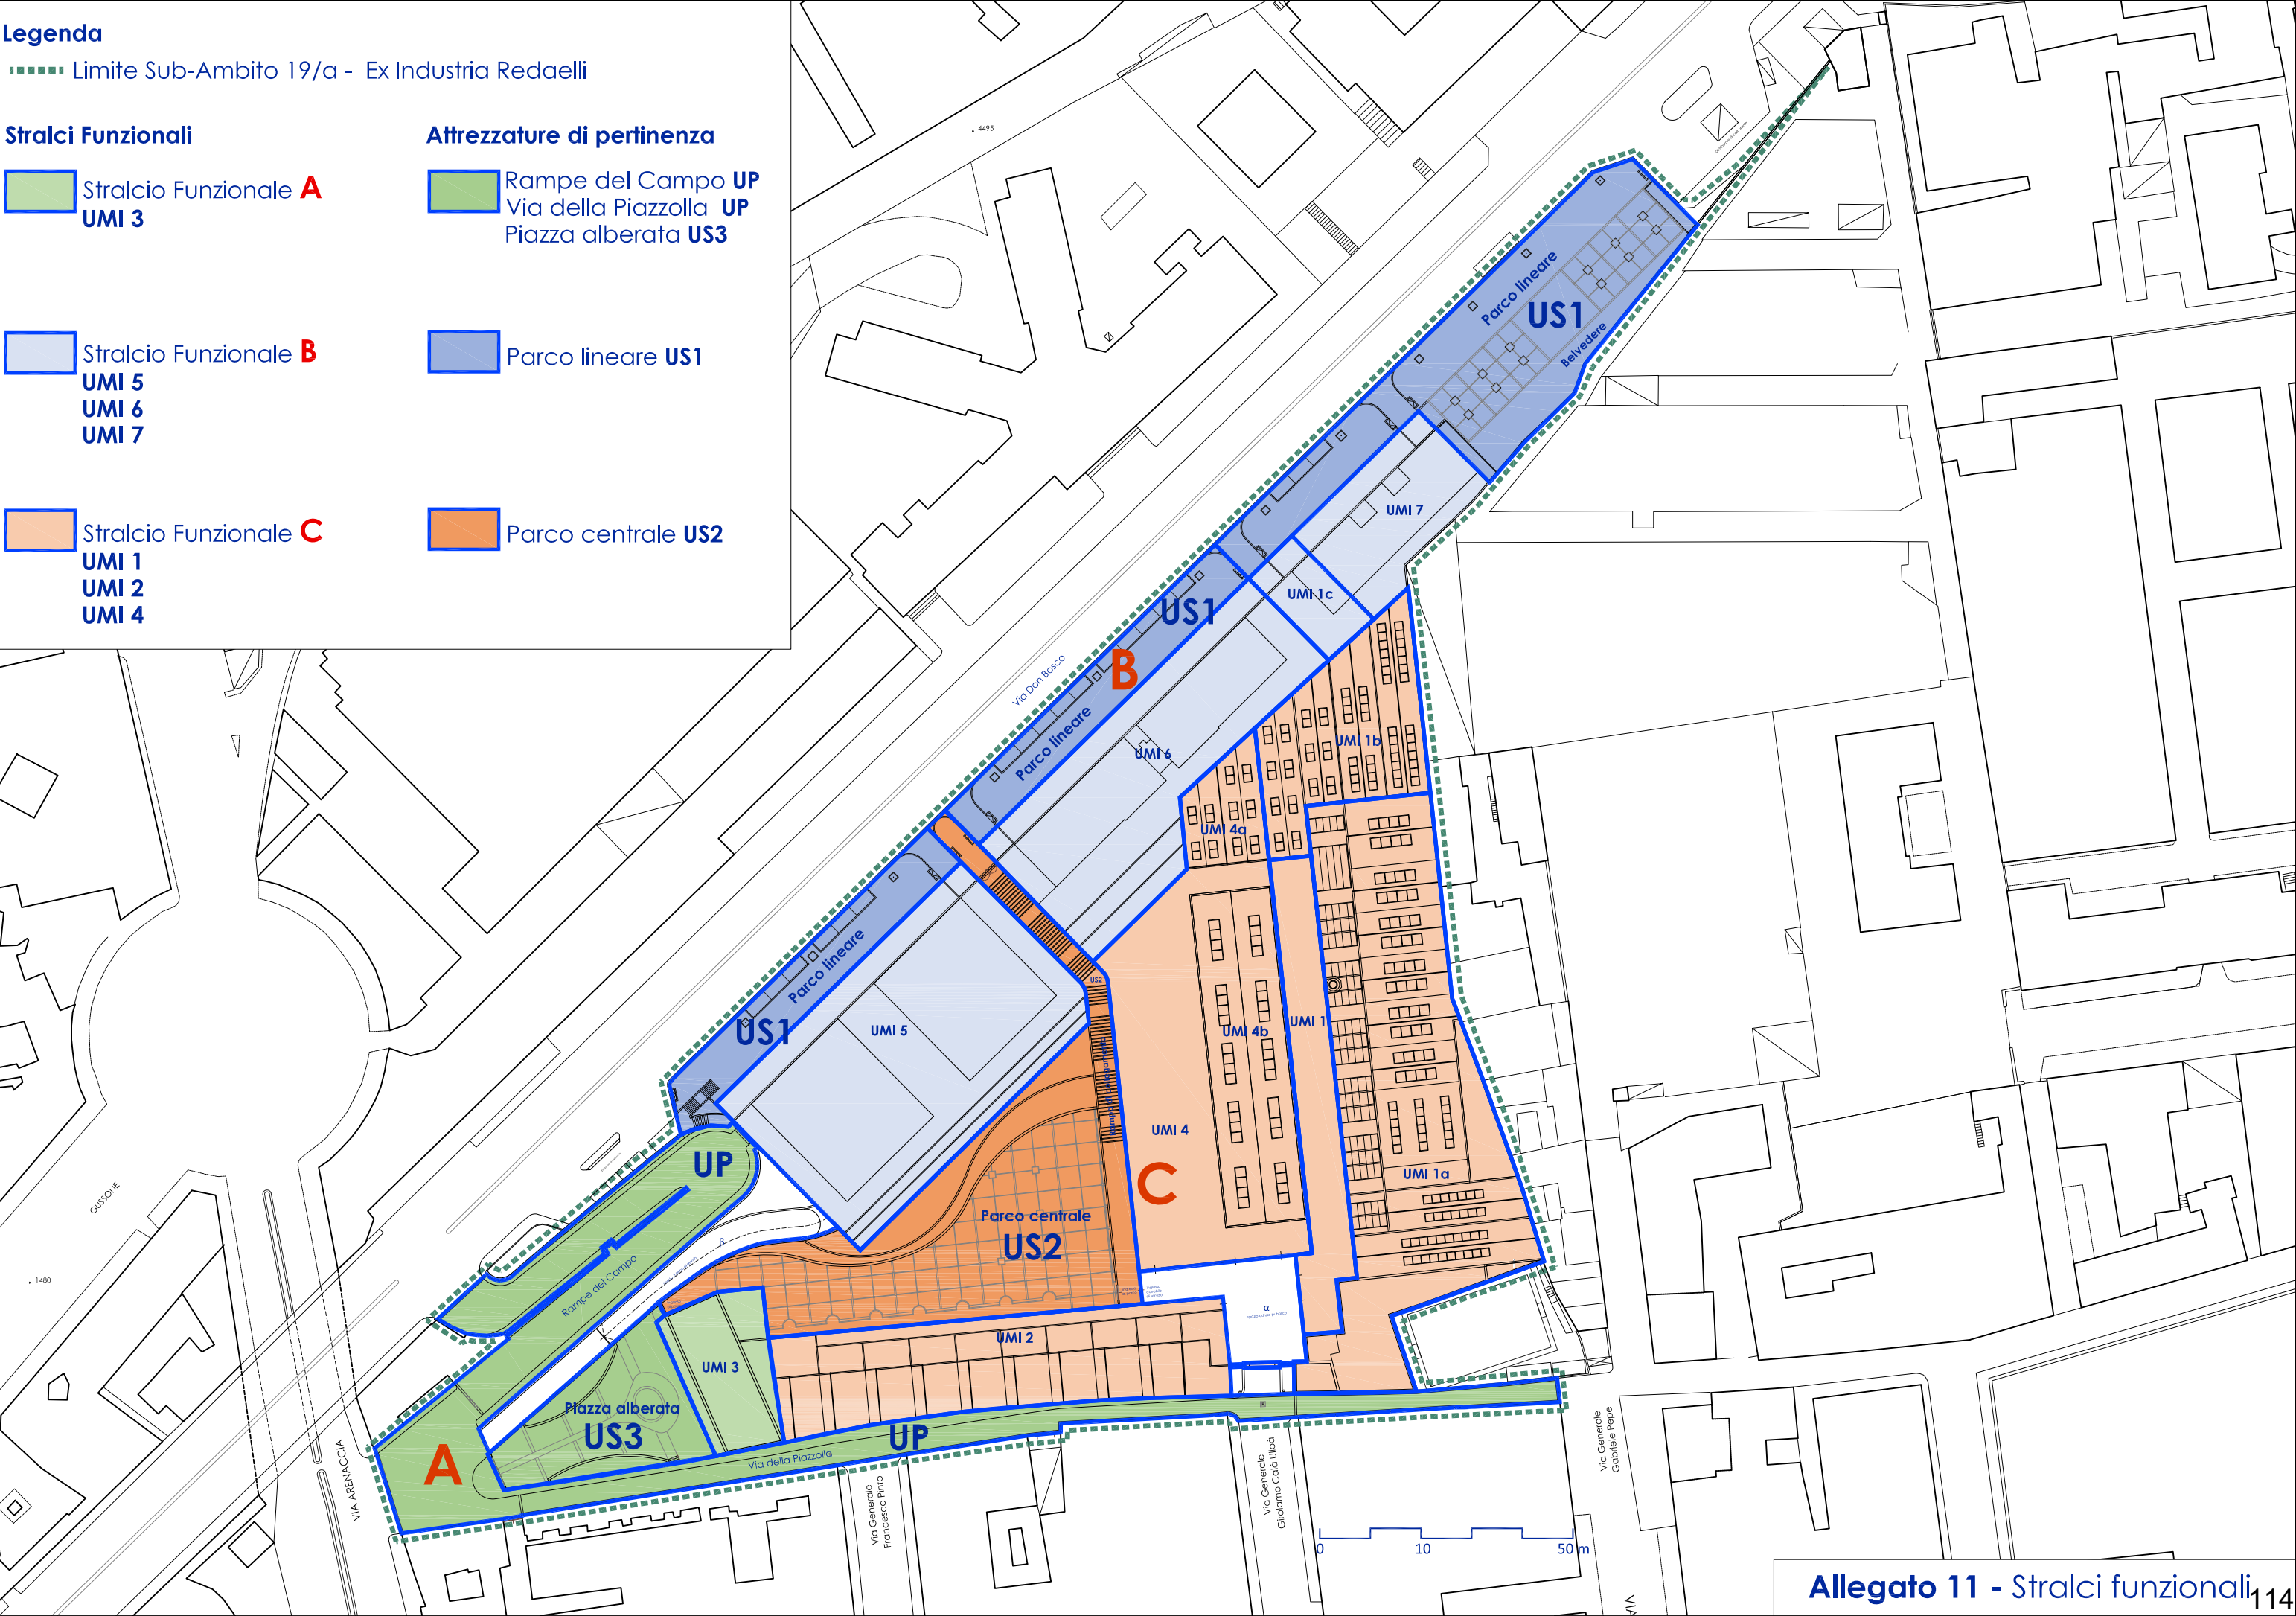 Legenda
Limite Sub-Ambito 19/a - Ex Industria Redaelli
Stralci Funzionali
Attrezzature di pertinenza
Stralcio Funzionale A
UMI 3
Rampe del Campo UP
Via della Piazzolla UP
Piazza alberata US3
Stralcio Funzionale B
UMI 5
UMI 6
UMI 7
Parco lineare US1
Stralcio Funzionale C
UMI 1
UMI 2
UMI 4
Parco centrale US2
4495
Parco lineare
US1
Belvedere
UMI 7
UMI 1c
US1
B
Via Don Bosco
Parco lineare
UMI 6
UMI 1b
UMI 4a
Parco lineare
US1
UMI 5
US2
UMI 4b
UMI 1
UMI 4
C
UMI 1a
UP
Parco centrale
US2
GUSSONE
1480
Rampe del Campo
β
α
UMI 2
UMI 3
Piazza alberata
US3
UP
A
Via della Piazzolla
VIA ARENACCIA
Via Generale
Francesco Pinto
Via Generale
Girolamo Calà Ulloà
Via Generale
Gabriele Pepe
0 10 50 m
VIA
Allegato 11 - Stralci funzionali
114